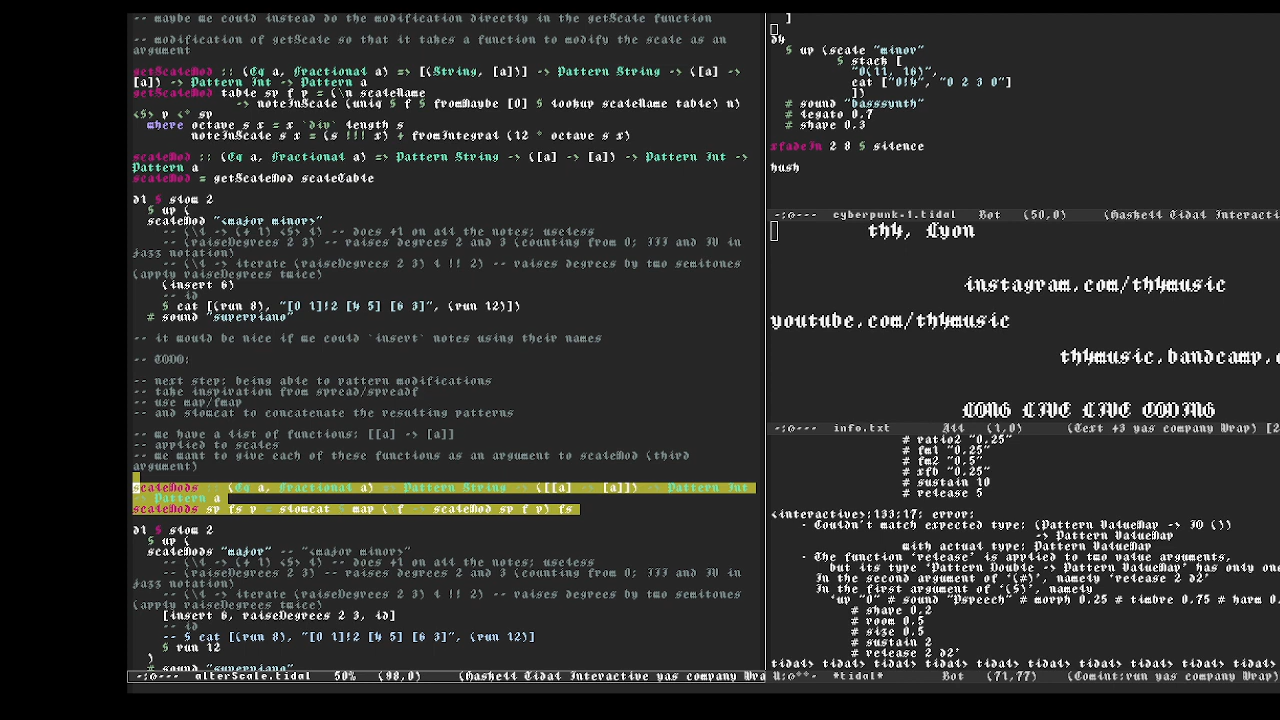 -- maybe we could instead do the modification directly in the getScale function
-- modification of getScale so that it takes a function to modify the scale as an
argument
getScaleMod :: (Eq a, Fractional a) => [(String, [a])] -> Pattern String -> ([a] ->
[a]) -> Pattern Int -> Pattern a
getScaleMod table sp f p = (\n scaleName
-> noteInScale (uniq $ f $ fromMaybe [0] $ lookup scaleName table) n)
<$> p <* sp
where octave s x = x `div` length s
noteInScale s x = (s !!! x) + fromIntegral (12 * octave s x)
scaleMod :: (Eq a, Fractional a) => Pattern String -> ([a] -> [a]) -> Pattern Int ->
Pattern a
scaleMod = getScaleMod scaleTable
d1 $ slow 2
$ up (
scaleMod "<major minor>"
-- (\l -> (+ 1) <$> l) -- does +1 on all the notes; useless
-- (raiseDegrees 2 3) -- raises degrees 2 and 3 (counting from 0; III and IV in
jazz notation)
-- (\l -> iterate (raiseDegrees 2 3) l !! 2) -- raises degrees by two semitones
(apply raiseDegrees twice)
(insert 6)
-- id
$ cat [(run 8), "[0 1]!2 [4 5] [6 3]", (run 12)])
# sound "superpiano"
-- it would be nice if we could `insert` notes using their names
-- TODO:
-- next step: being able to pattern modifications
-- take inspiration from spread/spreadf
-- use map/fmap
-- and slowcat to concatenate the resulting patterns
-- we have a list of functions: [[a] -> [a]]
-- applied to scales
-- we want to give each of these functions as an argument to scaleMod (third
argument)
scaleMods :: (Eq a, Fractional a) => Pattern String -> ([[a] -> [a]]) -> Pattern Int
-> Pattern a
scaleMods sp fs p = slowcat $ map (\f -> scaleMod sp f p) fs
d1 $ slow 2
$ up (
scaleMods "major" -- "<major minor>"
-- (\l -> (+ 1) <$> l) -- does +1 on all the notes; useless
-- (raiseDegrees 2 3) -- raises degrees 2 and 3 (counting from 0; III and IV in
jazz notation)
-- (\l -> iterate (raiseDegrees 2 3) l !! 2) -- raises degrees by two semitones
(apply raiseDegrees twice)
[insert 6, raiseDegrees 2 3, id]
-- id
-- $ cat [(run 8), "[0 1]!2 [4 5] [6 3]", (run 12)]
$ run 12
)
# sound "superpiano"
-:@--- alterScale.tidal 50% (98,0) (Haskell Tidal Interactive yas company Wra
]
d4
$ up (scale "minor"
$ stack [
"0(11, 16)",
cat ["0!4", "0 2 3 0"]
])
# sound "basssynth"
# legato 0.7
# shape 0.3
xfadeIn 2 8 $ silence
hush
-:@--- cyberpunk-1.tidal Bot (50,0) (Haskell Tidal Interac
th4, Lyon
instagram.com/th4music
youtube.com/th4music
th4music.bandcamp.c
LONG LIVE LIVE CODING
-:@--- info.txt All (1,0) (Text +3 yas company Wrap) [2
# ratio2 "0.25"
# fm1 "0.25"
# fm2 "0.5"
# xfb "0.25"
# sustain 10
# release 5
<interactive>:133:17: error:
• Couldn't match expected type: (Pattern ValueMap -> IO ())
-> Pattern ValueMap
with actual type: Pattern ValueMap
• The function 'release' is applied to two value arguments,
but its type 'Pattern Double -> Pattern ValueMap' has only one
In the second argument of '(#)', namely 'release 2 d2'
In the first argument of '($)', namely
'up "0" # sound "Pspeech" # morph 0.25 # timbre 0.75 # harm 0.
# shape 0.2
# room 0.5
# size 0.5
# sustain 2
# release 2 d2'
tidal> tidal> tidal> tidal> tidal> tidal> tidal> tidal> tidal> tidal>
U:@**- *tidal* Bot (71,77) (Comint:run yas company Wrap)